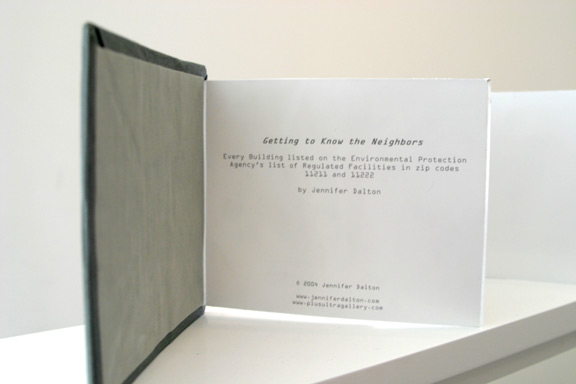 Getting to Know the Neighbors
Every Building listed on the Environmental Protection
Agency's list of Regulated Facilities in zip codes
11211 and 11222
by Jennifer Dalton
© 2004 Jennifer Dalton
www.jenniferdalton.com
www.plusultragallery.com